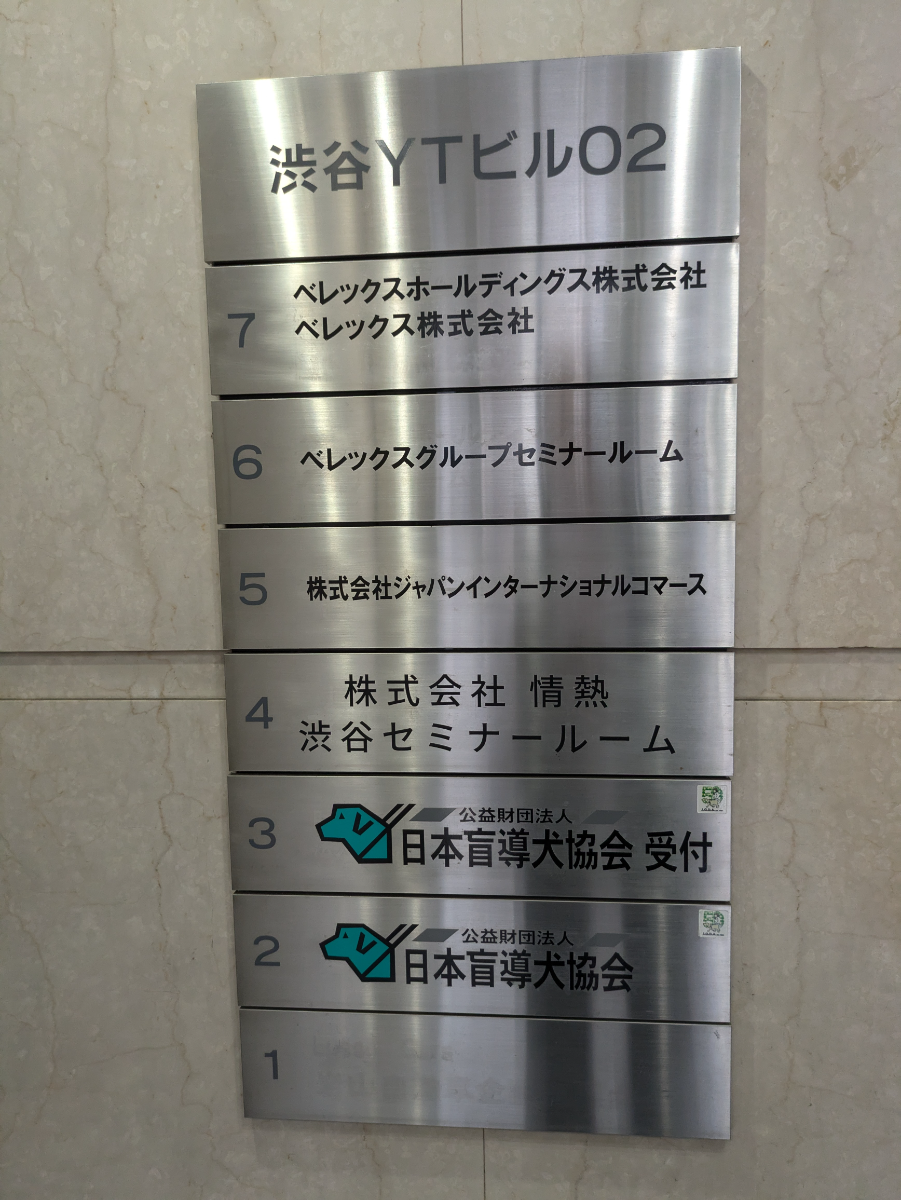 渋谷YTビル02
7
ベレックスホールディングス株式会社
ベレックス株式会社
6 ベレックスグループセミナールーム
5 株式会社ジャパンインターナショナルコマース
4
株式会社 情熱
渋谷セミナールーム
3
公益財団法人
日本盲導犬協会 受付
2
公益財団法人
日本盲導犬協会
1